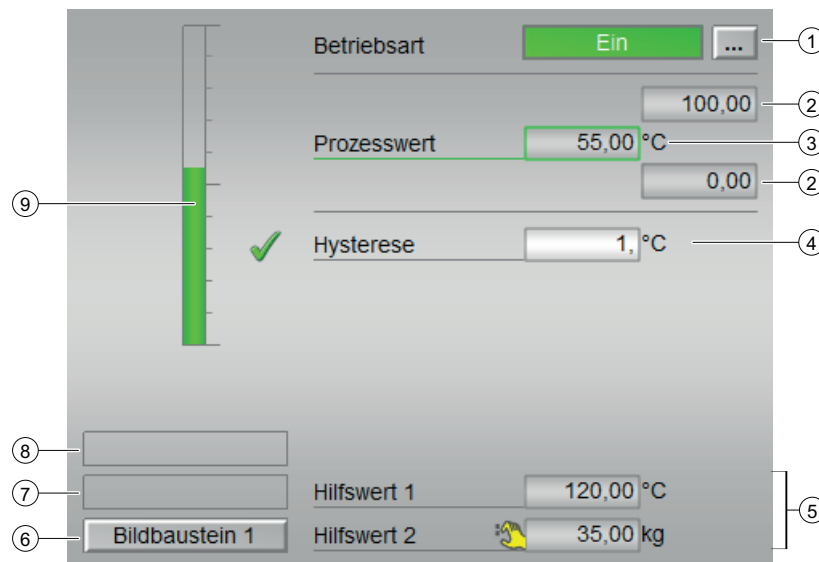 Betriebsart Ein ... 1
100,00 2
Prozesswert 55,00 °C 3
0,00 2
9
Hysterese 1, °C 4
8
7 Hilfswert 1 120,00 °C
5
6 Bildbaustein 1 Hilfswert 2 35,00 kg